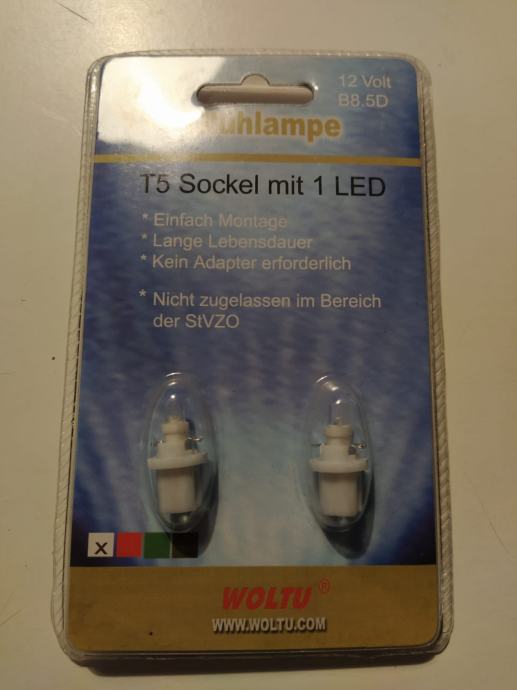 12 Volt
B8.5D
T5 Sockel mit 1 LED
* Einfach Montage
* Lange Lebensdauer
* Kein Adapter erforderlich
* Nicht zugelassen im Bereich
der StVZO
X
WOLTU ®
WWW.WOLTU.COM